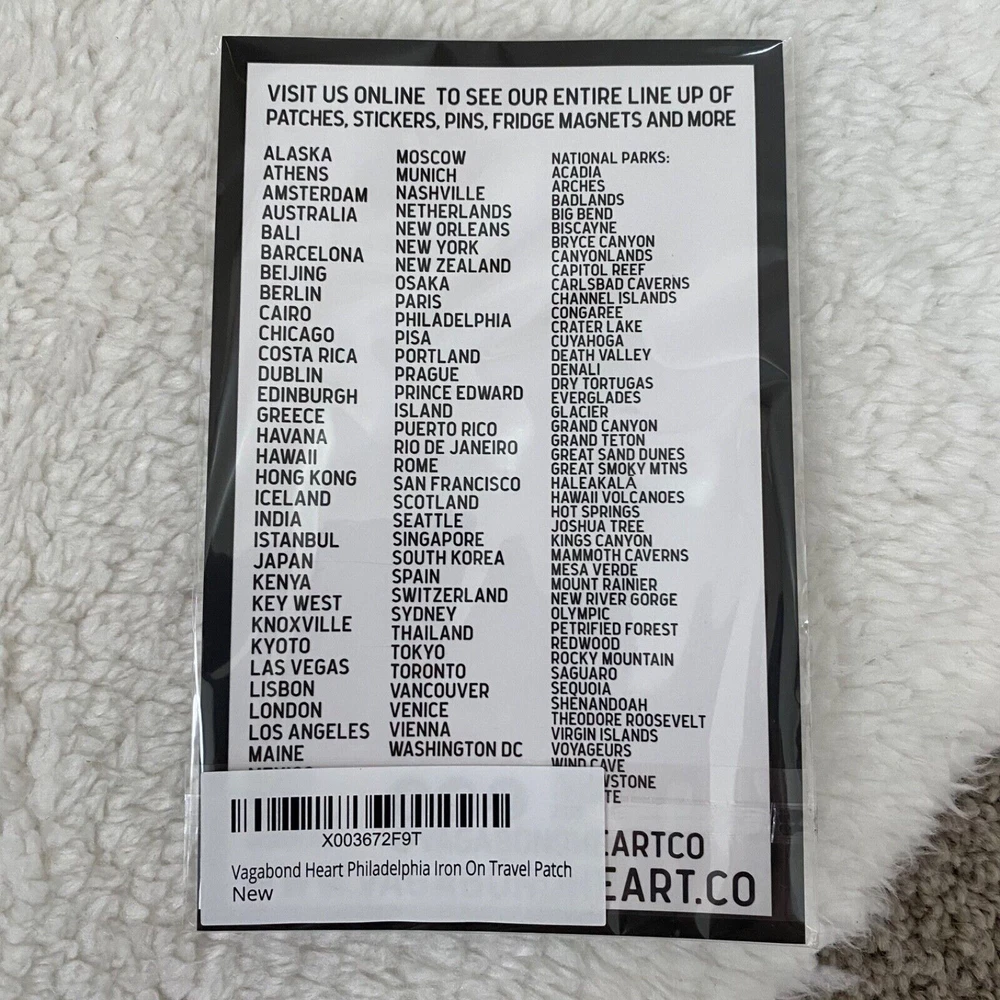 VISIT US ONLINE TO SEE OUR ENTIRE LINE UP OF
PATCHES, STICKERS, PINS, FRIDGE MAGNETS AND MORE
ALASKA
ATHENS
AMSTERDAM
AUSTRALIA
BALI
BARCELONA
BEIJING
BERLIN
CAIRO
CHICAGO
COSTA RICA
DUBLIN
EDINBURGH
GREECE
HAVANA
HAWAII
HONG KONG
ICELAND
INDIA
ISTANBUL
JAPAN
KENYA
KEY WEST
KNOXVILLE
KYOTO
LAS VEGAS
LISBON
LONDON
LOS ANGELES
MAINE
MOSCOW
MUNICH
NASHVILLE
NETHERLANDS
NEW ORLEANS
NEW YORK
NEW ZEALAND
OSAKA
PARIS
PHILADELPHIA
PISA
PORTLAND
PRAGUE
PRINCE EDWARD
ISLAND
PUERTO RICO
RIO DE JANEIRO
ROME
SAN FRANCISCO
SCOTLAND
SEATTLE
SINGAPORE
SOUTH KOREA
SPAIN
SWITZERLAND
SYDNEY
THAILAND
TOKYO
TORONTO
VANCOUVER
VENICE
VIENNA
WASHINGTON DC
NATIONAL PARKS:
ACADIA
ARCHES
BADLANDS
BIG BEND
BISCAYNE
BRYCE CANYON
CANYONLANDS
CAPITOL REEF
CARLSBAD CAVERNS
CHANNEL ISLANDS
CONGAREE
CRATER LAKE
CUYAHOGA
DEATH VALLEY
DENALI
DRY TORTUGAS
EVERGLADES
GLACIER
GRAND CANYON
GRAND TETON
GREAT SAND DUNES
GREAT SMOKY MTNS
HALEAKALĀ
HAWAII VOLCANOES
HOT SPRINGS
JOSHUA TREE
KINGS CANYON
MAMMOTH CAVERNS
MESA VERDE
MOUNT RAINIER
NEW RIVER GORGE
OLYMPIC
PETRIFIED FOREST
REDWOOD
ROCKY MOUNTAIN
SAGUARO
SEQUOIA
SHENANDOAH
THEODORE ROOSEVELT
VIRGIN ISLANDS
VOYAGEURS
WIND CAVE
WSTONE
TE
EARTCO
EART.CO
X003672F9T
Vagabond Heart Philadelphia Iron On Travel Patch
New